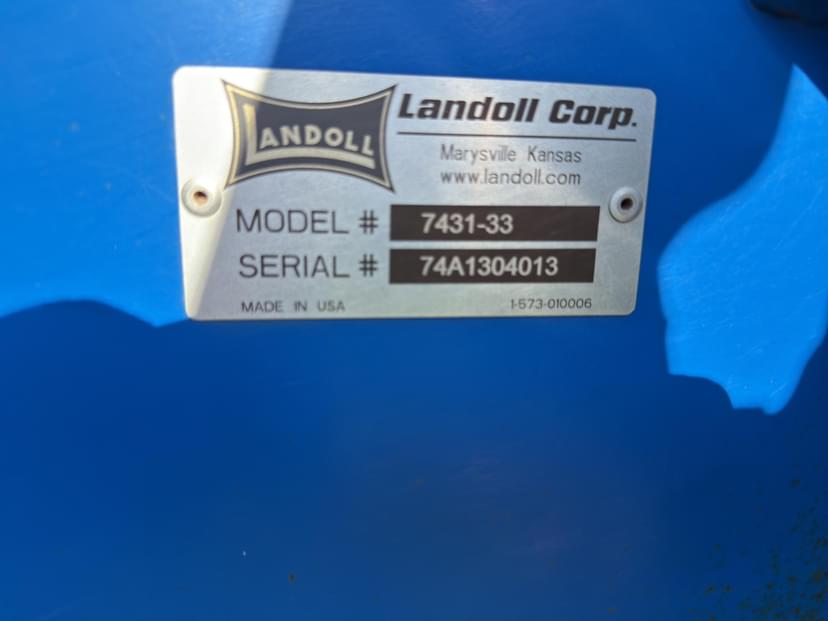 LANDOLL
Landoll Corp.
Marysville Kansas
www.landoll.com
MODEL # 7431-33
SERIAL # 74A1304013
MADE IN USA 1-573-010006